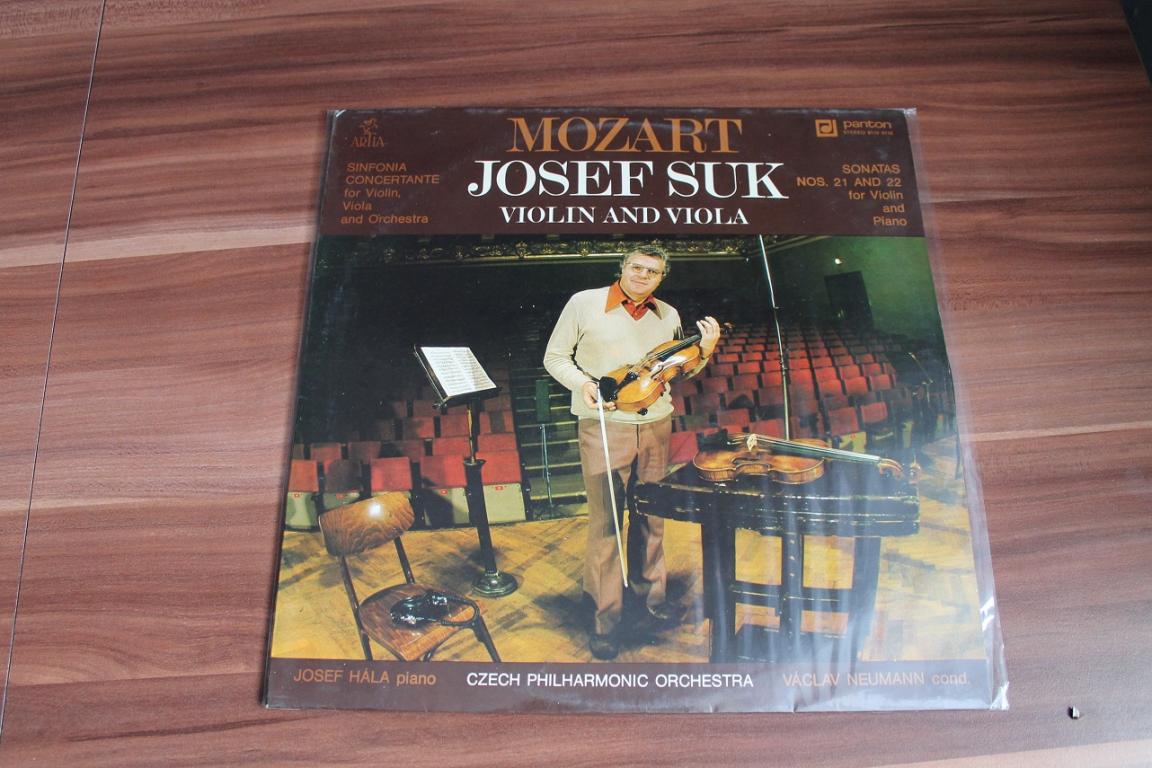 ARTIA
MOZART
panton
STEREO
JOSEF SUK
VIOLIN AND VIOLA
SINFONIA
CONCERTANTE
for Violin,
Viola
and Orchestra
SONATAS
NOS. 21 AND 22
for Violin
and
Piano
JOSEF HÁLA piano
CZECH PHILHARMONIC ORCHESTRA
VÁCLAV NEUMANN cond.